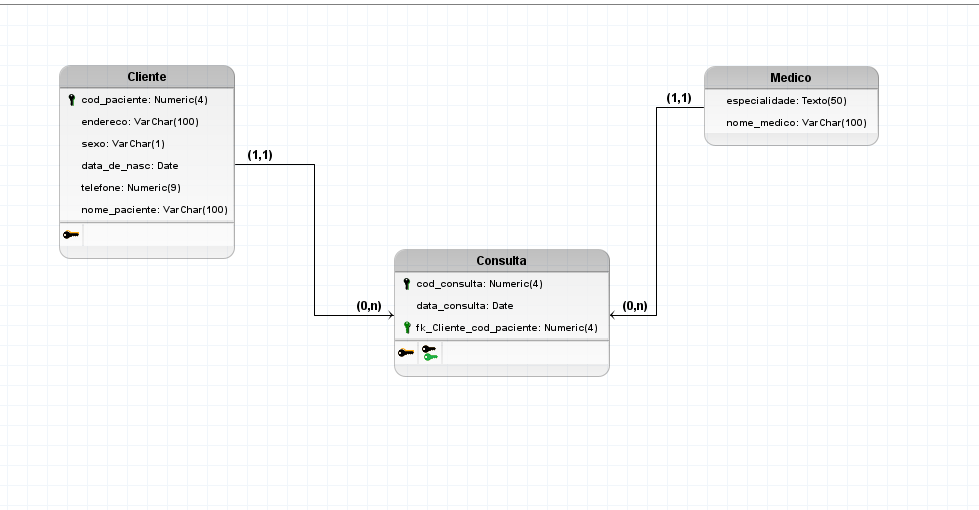 Cliente
cod_paciente: Numeric(4)
endereco: VarChar(100)
sexo: VarChar(1)
data_de_nasc: Date
telefone: Numeric(9)
nome_paciente: VarChar(100)
(1,1)
(0,n)
Medico
especialidade: Texto(50)
nome_medico: VarChar(100)
(1,1)
(0,n)
Consulta
cod_consulta: Numeric(4)
data_consulta: Date
fk_Cliente_cod_paciente: Numeric(4)